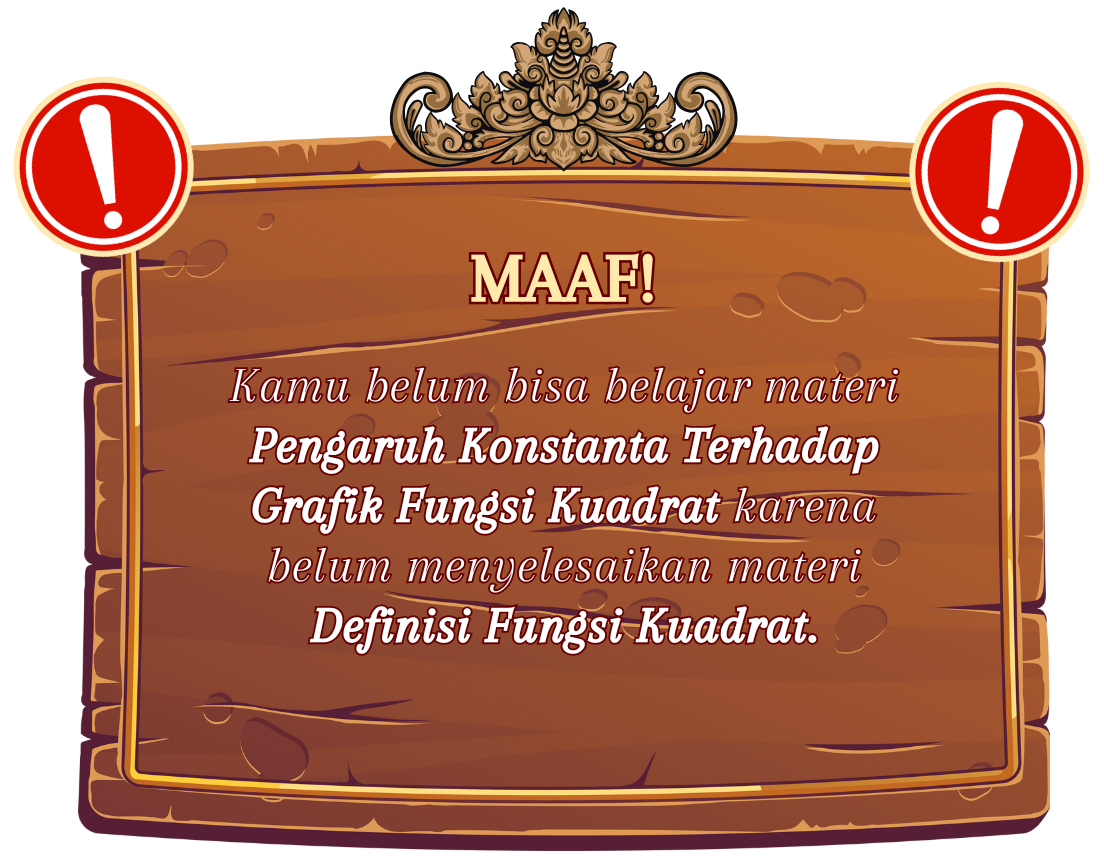 MAAF!
Kamu belum bisa belajar materi
Pengaruh Konstanta Terhadap
Grafik Fungsi Kuadrat karena
belum menyelesaikan materi
Definisi Fungsi Kuadrat.